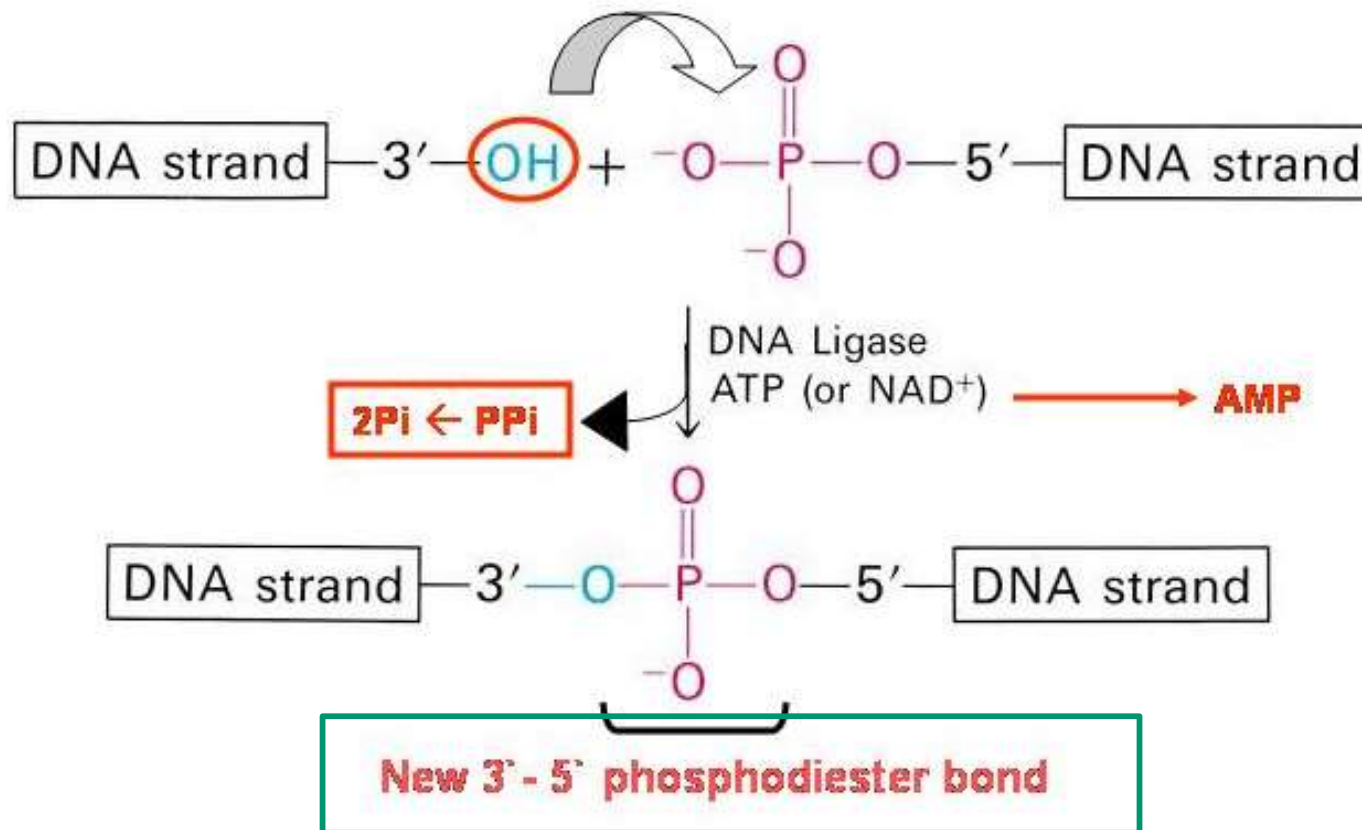 O
DNA strand —3′—OH + ⁻O—P—O—5′—DNA strand
⁻O
DNA Ligase
ATP (or NAD⁺) → AMP
2Pi ← PPi
O
DNA strand —3′—O—P—O—5′—DNA strand
⁻O
New 3` - 5` phosphodiester bond